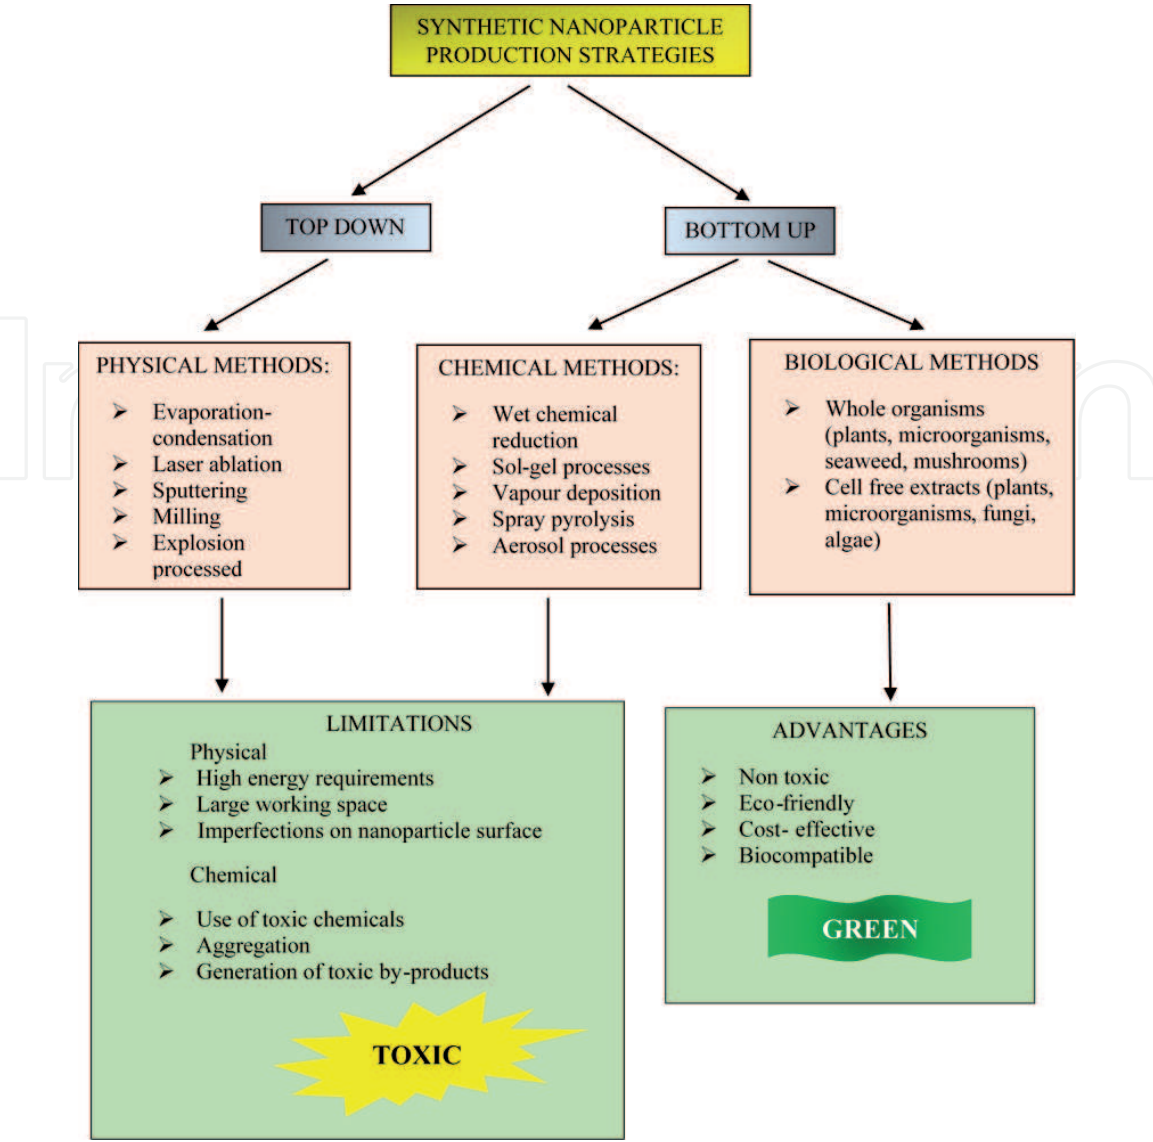 SYNTHETIC NANOPARTICLE
PRODUCTION STRATEGIES
TOP DOWN
BOTTOM UP
PHYSICAL METHODS:
➢ Evaporation-
condensation
➢ Laser ablation
➢ Sputtering
➢ Milling
➢ Explosion
processed
CHEMICAL METHODS:
➢ Wet chemical
reduction
➢ Sol-gel processes
➢ Vapour deposition
➢ Spray pyrolysis
➢ Aerosol processes
BIOLOGICAL METHODS
➢ Whole organisms
(plants, microorganisms,
seaweed, mushrooms)
➢ Cell free extracts (plants,
microorganisms, fungi,
algae)
LIMITATIONS
Physical
➢ High energy requirements
➢ Large working space
➢ Imperfections on nanoparticle surface
Chemical
➢ Use of toxic chemicals
➢ Aggregation
➢ Generation of toxic by-products
TOXIC
ADVANTAGES
➢ Non toxic
➢ Eco-friendly
➢ Cost- effective
➢ Biocompatible
GREEN